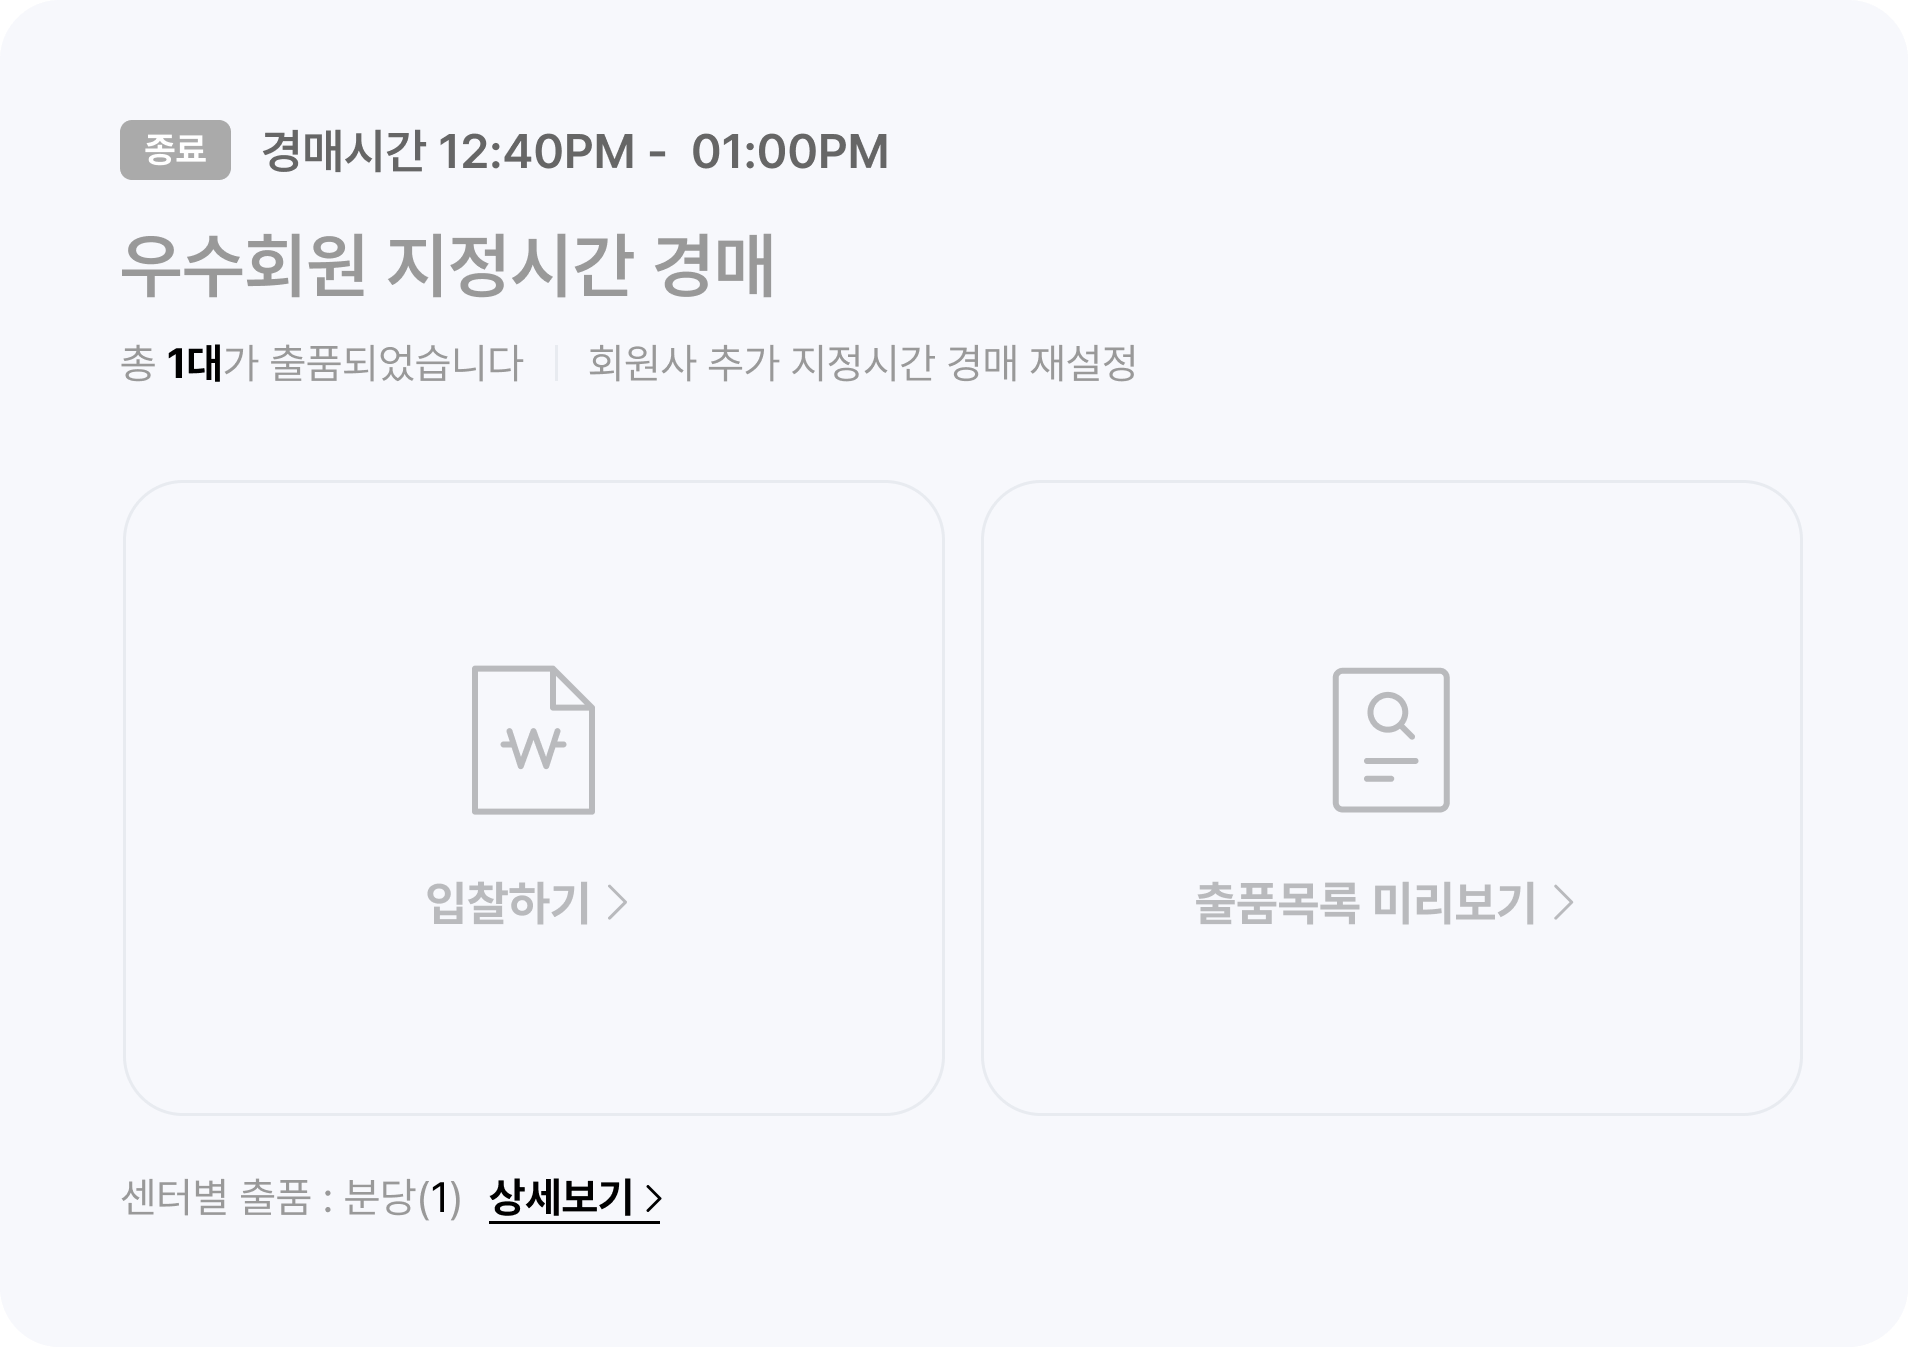 종료 경매시간 12:40PM - 01:00PM
우수회원 지정시간 경매
총 1대가 출품되었습니다 | 회원사 추가 지정시간 경매 재설정
입찰하기 >
출품목록 미리보기 >
센터별 출품 : 분당(1) 상세보기 >